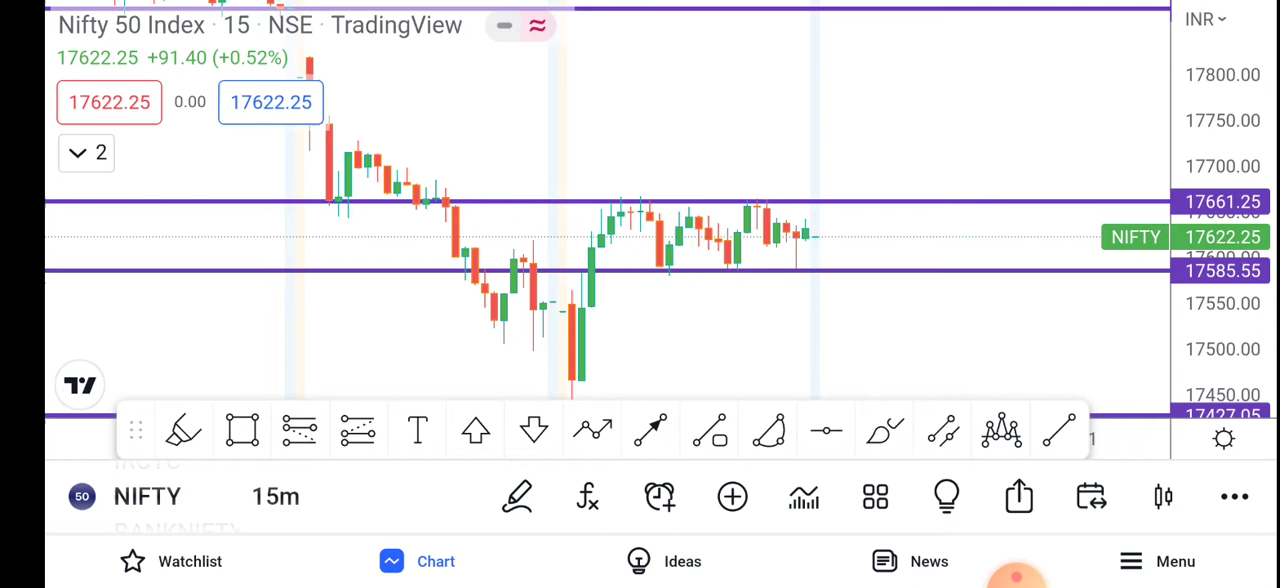 Nifty 50 Index · 15 · NSE · TradingView
INR
17622.25 +91.40 (+0.52%)
17622.25 0.00 17622.25
2
17800.00
17750.00
17700.00
17661.25
NIFTY 17622.25
17585.55
17550.00
17500.00
17450.00
17427.05
T
1
50 NIFTY 15m
BANKNIFTY
Watchlist Chart Ideas News Menu